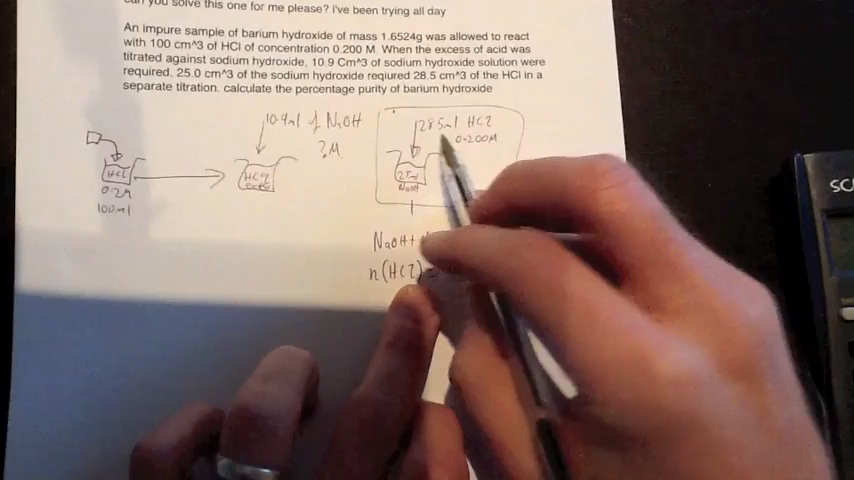 can you solve this one for me please? i've been trying all day
An impure sample of barium hydroxide of mass 1.6524g was allowed to react
with 100 cm^3 of HCl of concentration 0.200 M. When the excess of acid was
titrated against sodium hydroxide, 10.9 Cm^3 of sodium hydroxide solution were
required, 25.0 cm^3 of the sodium hydroxide reqiured 28.5 cm^3 of the HCl in a
separate titration. calculate the percentage purity of barium hydroxide
10.9ml of NaOH
?M
28.5ml HCl
0.200M
HCl
0.2M
100ml
HCl
25ml
NaOH
NaOH+
n(HCl)=
SC